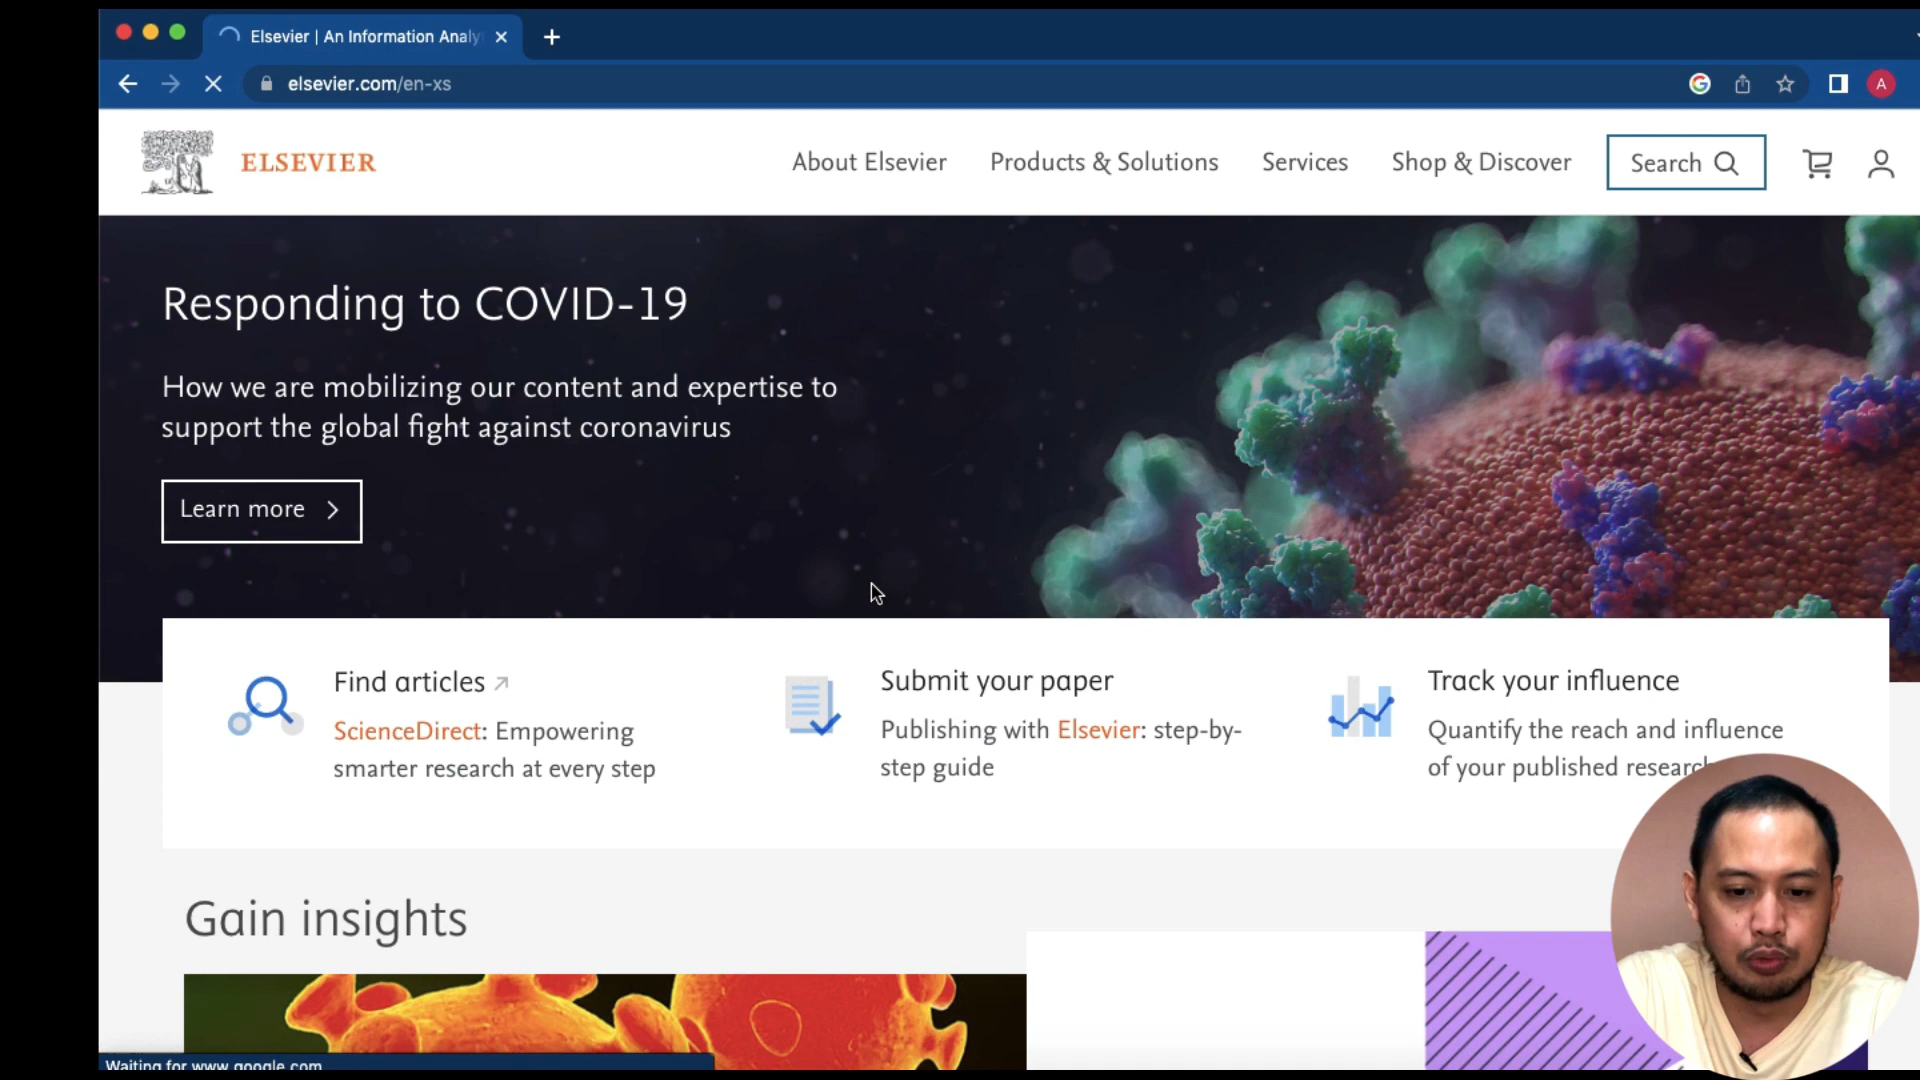 Elsevier | An Information Analy
elsevier.com/en-xs
A
ELSEVIER
About Elsevier
Products & Solutions
Services
Shop & Discover
Search
Responding to COVID-19
How we are mobilizing our content and expertise to
support the global fight against coronavirus
Learn more
Find articles
ScienceDirect: Empowering
smarter research at every step
Submit your paper
Publishing with Elsevier: step-by-
step guide
Track your influence
Quantify the reach and influence
of your published research
Gain insights
Waiting for www.google.com